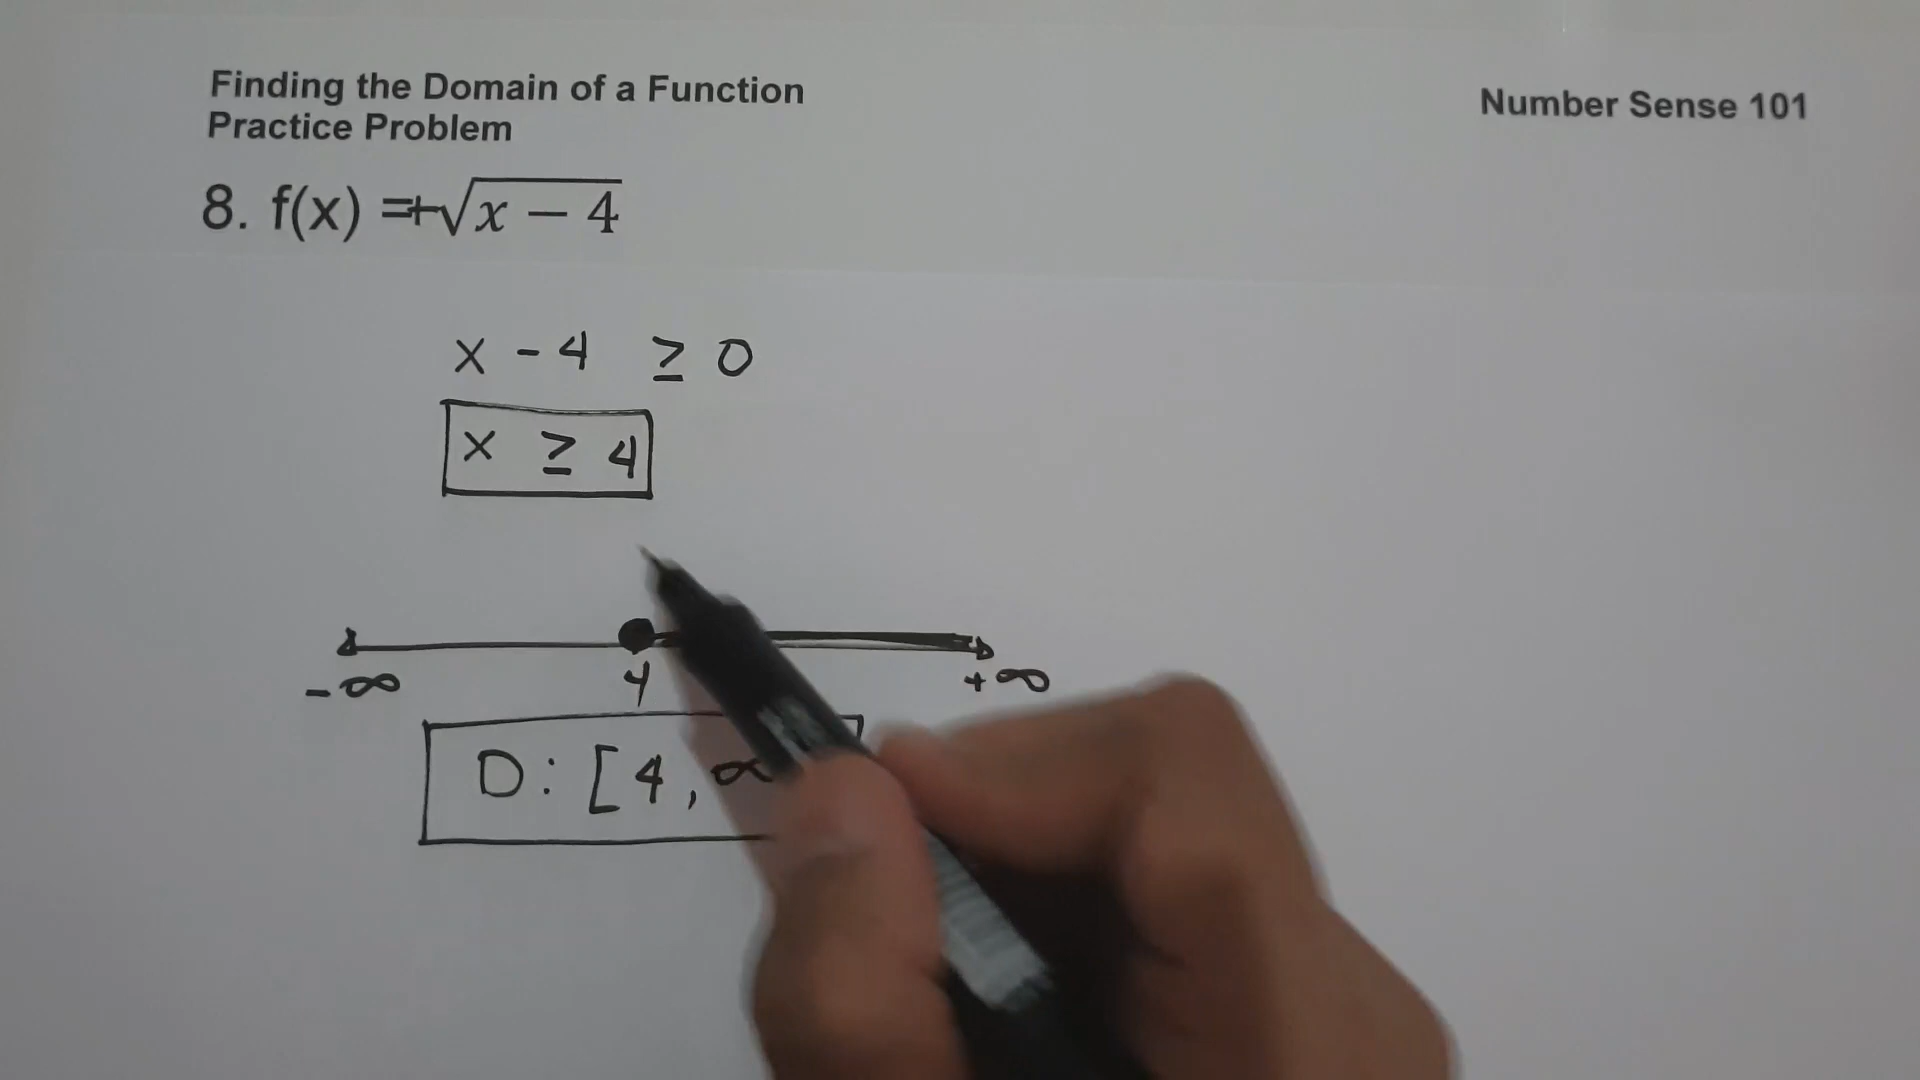 Finding the Domain of a Function
Practice Problem
Number Sense 101
8. f(x) =+√x − 4
x - 4 ≥ 0
x ≥ 4
-∞ 4 +∞
D: [4, ∞